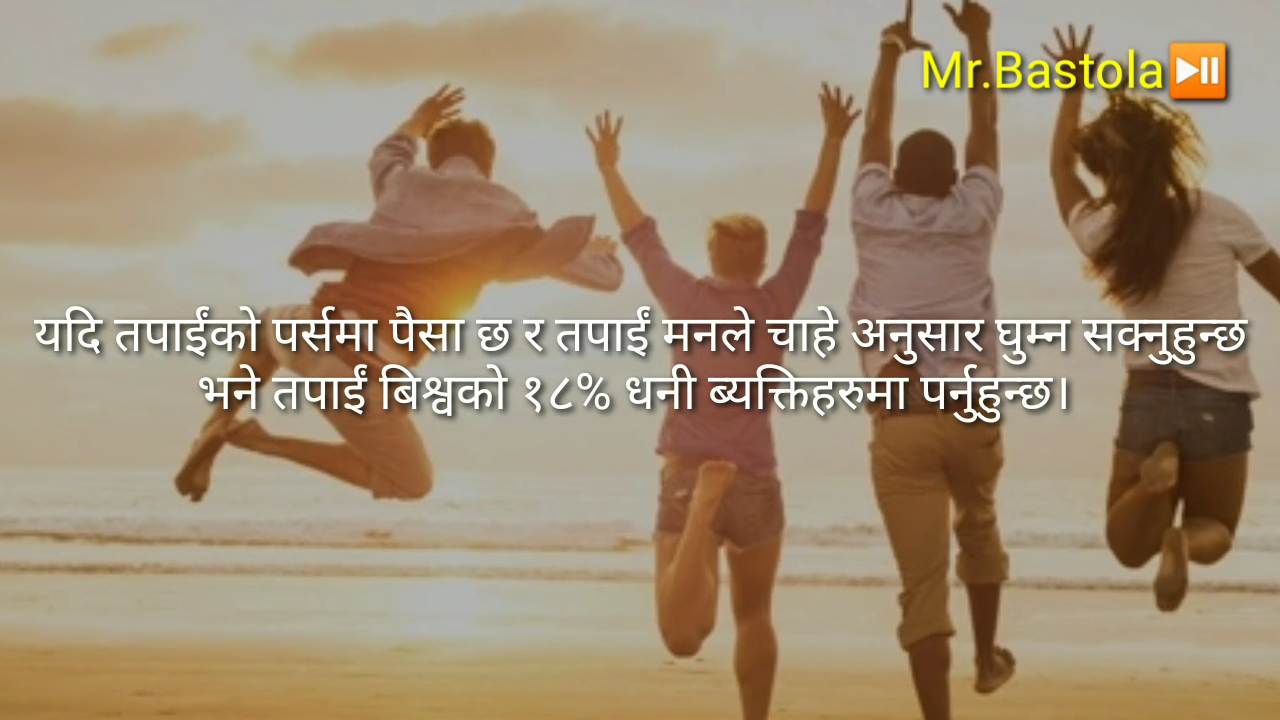 Mr.Bastola⏯
यदि तपाईंको पर्समा पैसा छ र तपाईं मनले चाहे अनुसार घुम्न सक्नुहुन्छ
भने तपाईं बिश्वको १८% धनी ब्यक्तिहरुमा पर्नुहुन्छ।